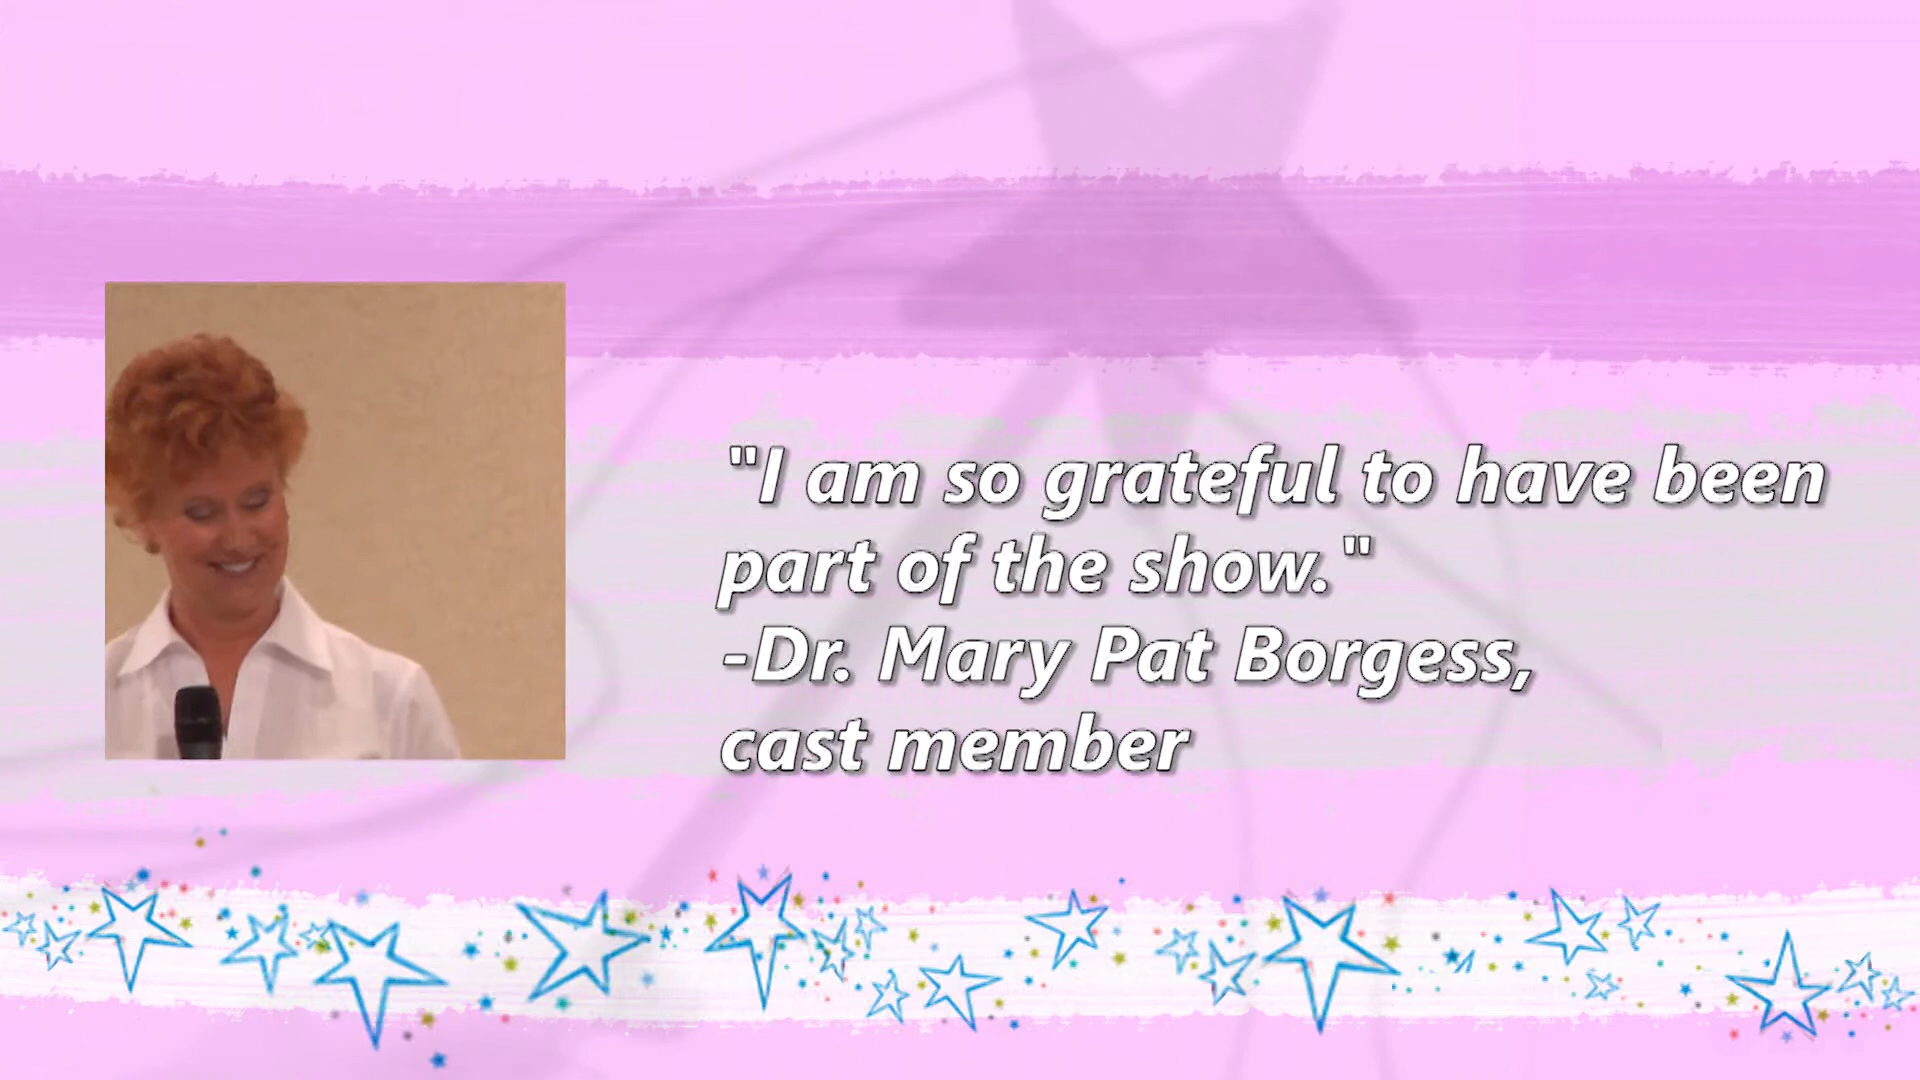 "I am so grateful to have been
part of the show."
-Dr. Mary Pat Borgess,
cast member